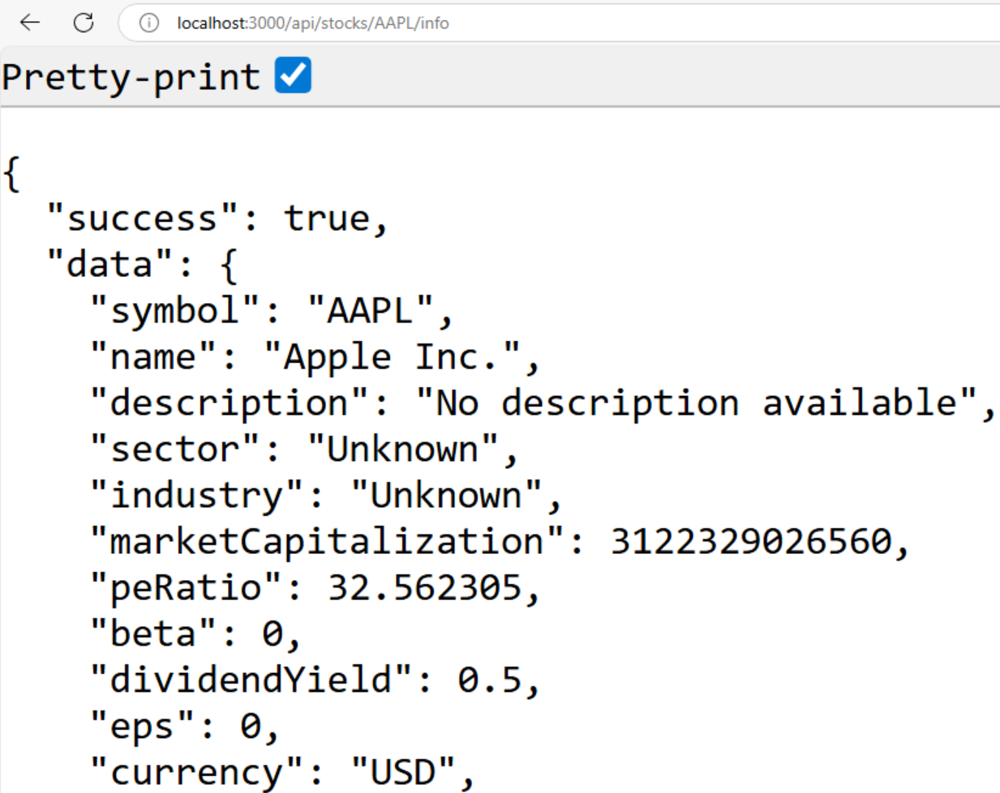 localhost:3000/api/stocks/AAPL/info
Pretty-print
{
  "success": true,
  "data": {
    "symbol": "AAPL",
    "name": "Apple Inc.",
    "description": "No description available",
    "sector": "Unknown",
    "industry": "Unknown",
    "marketCapitalization": 3122329026560,
    "peRatio": 32.562305,
    "beta": 0,
    "dividendYield": 0.5,
    "eps": 0,
    "currency": "USD",